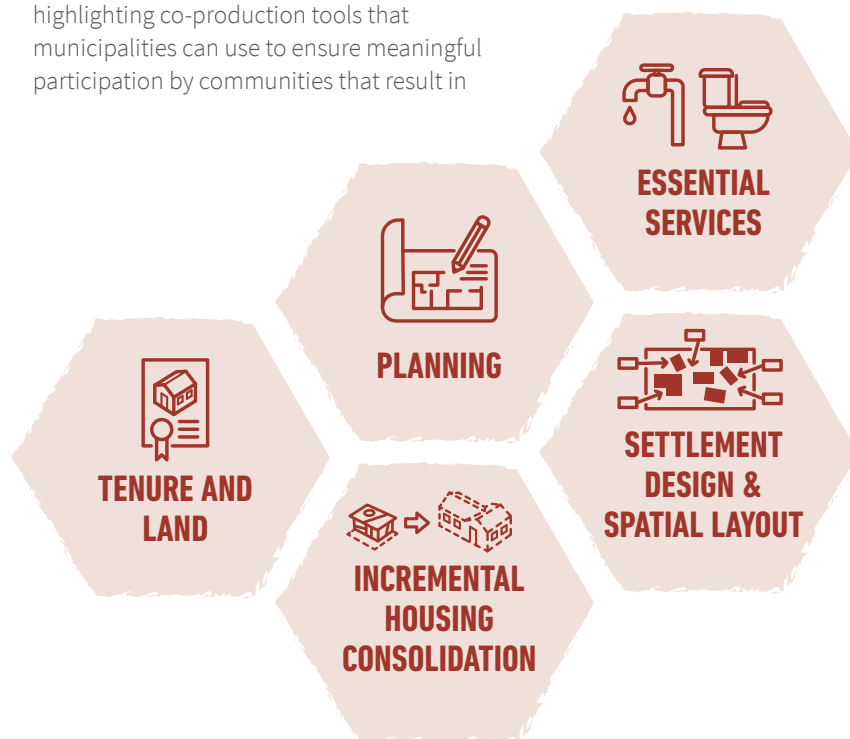 highlighting co-production tools that
municipalities can use to ensure meaningful
participation by communities that result in
ESSENTIAL
SERVICES
PLANNING
SETTLEMENT
DESIGN &
SPATIAL LAYOUT
TENURE AND
LAND
INCREMENTAL
HOUSING
CONSOLIDATION